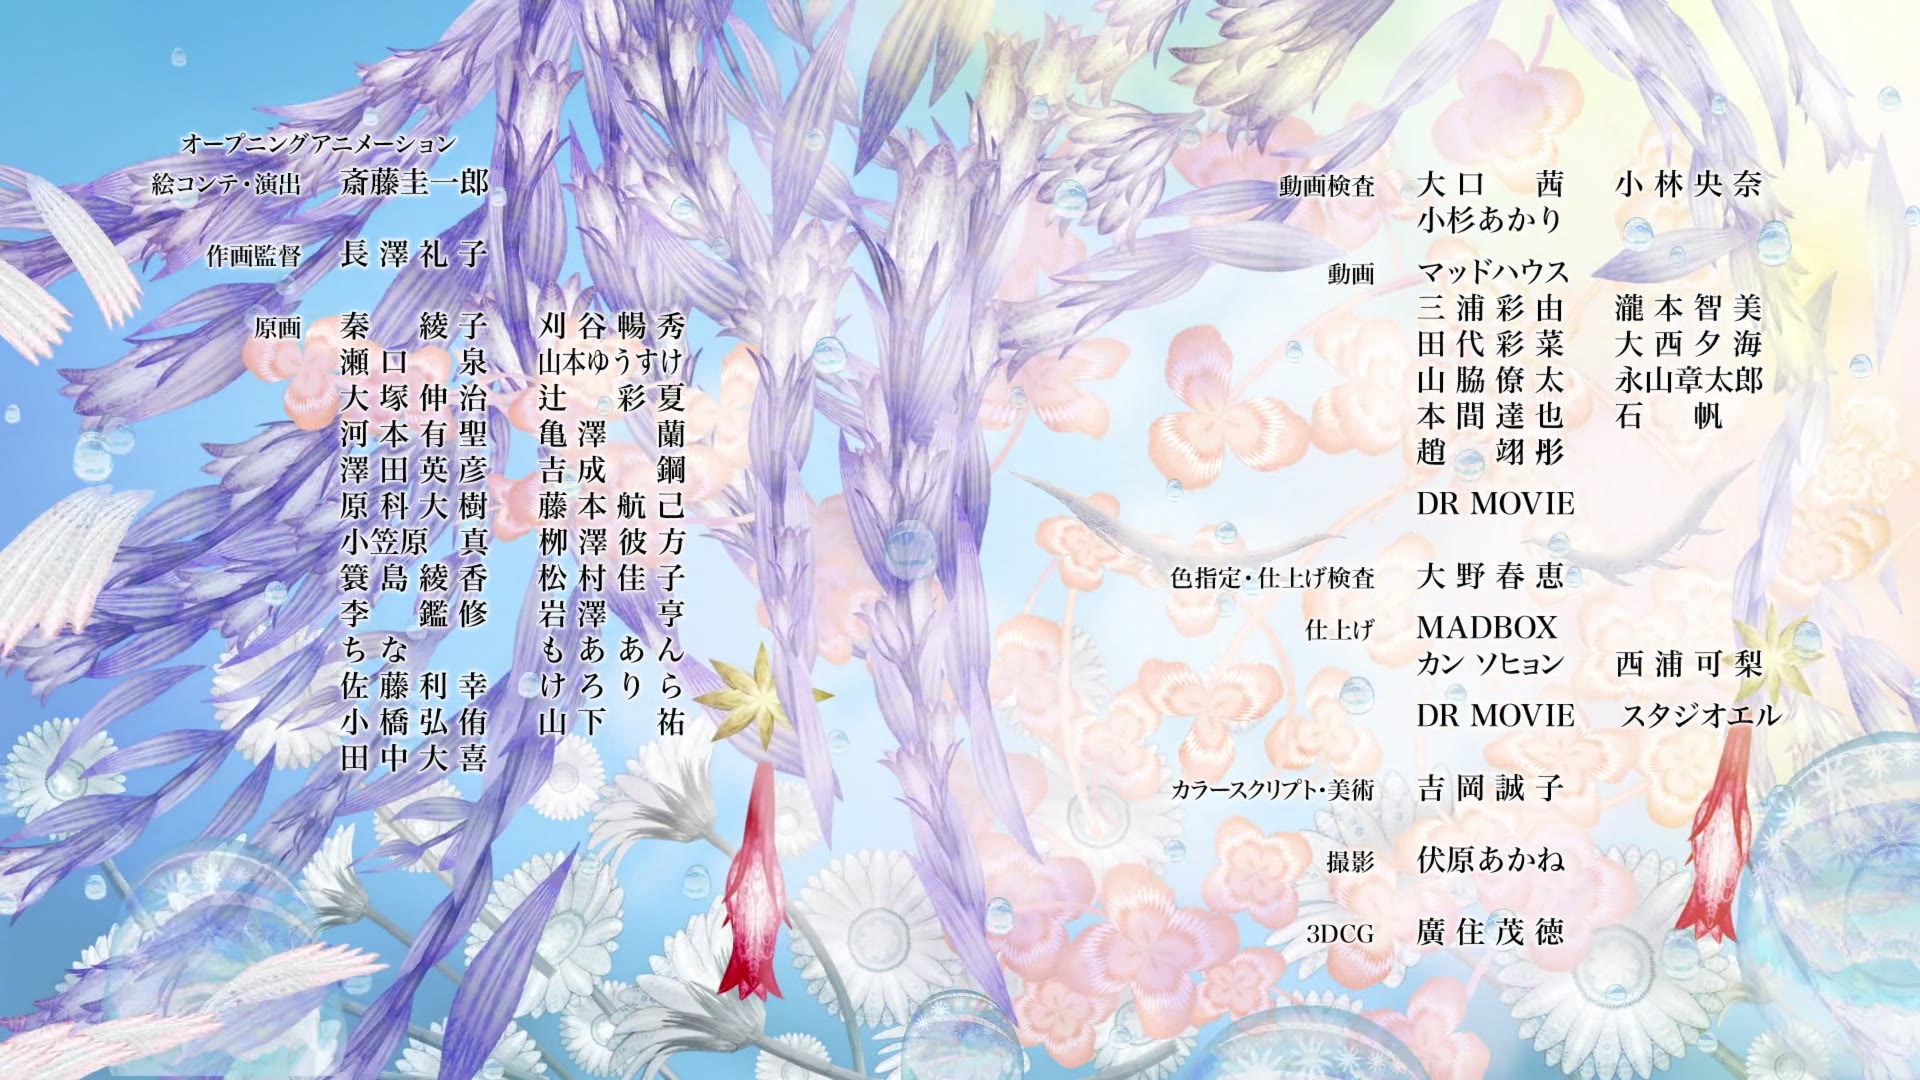 オープニングアニメーション
絵コンテ・演出 斎藤圭一郎
作画監督 長澤礼子
原画 秦綾子 刈谷暢秀
瀬口泉 山本ゆうすけ
大塚伸治 辻彩夏
河本有聖 亀澤蘭
澤田英彦 吉成鋼
原科大樹 藤本航己
小笠原真 栁澤彼方
簑島綾香 松村佳子
李鑑修 岩澤亨
ちな もああん
佐藤利幸 けろりら
小橋弘侑 山下祐
田中大喜
動画検査 大口茜 小林央奈
小杉あかり
動画 マッドハウス
三浦彩由 瀧本智美
田代彩菜 大西夕海
山脇僚太 永山章太郎
本間達也 石帆
趙翊彤
DR MOVIE
色指定・仕上げ検査 大野春恵
仕上げ MADBOX
カン ソヒョン 西浦可梨
DR MOVIE スタジオエル
カラースクリプト・美術 吉岡誠子
撮影 伏原あかね
3DCG 廣住茂徳